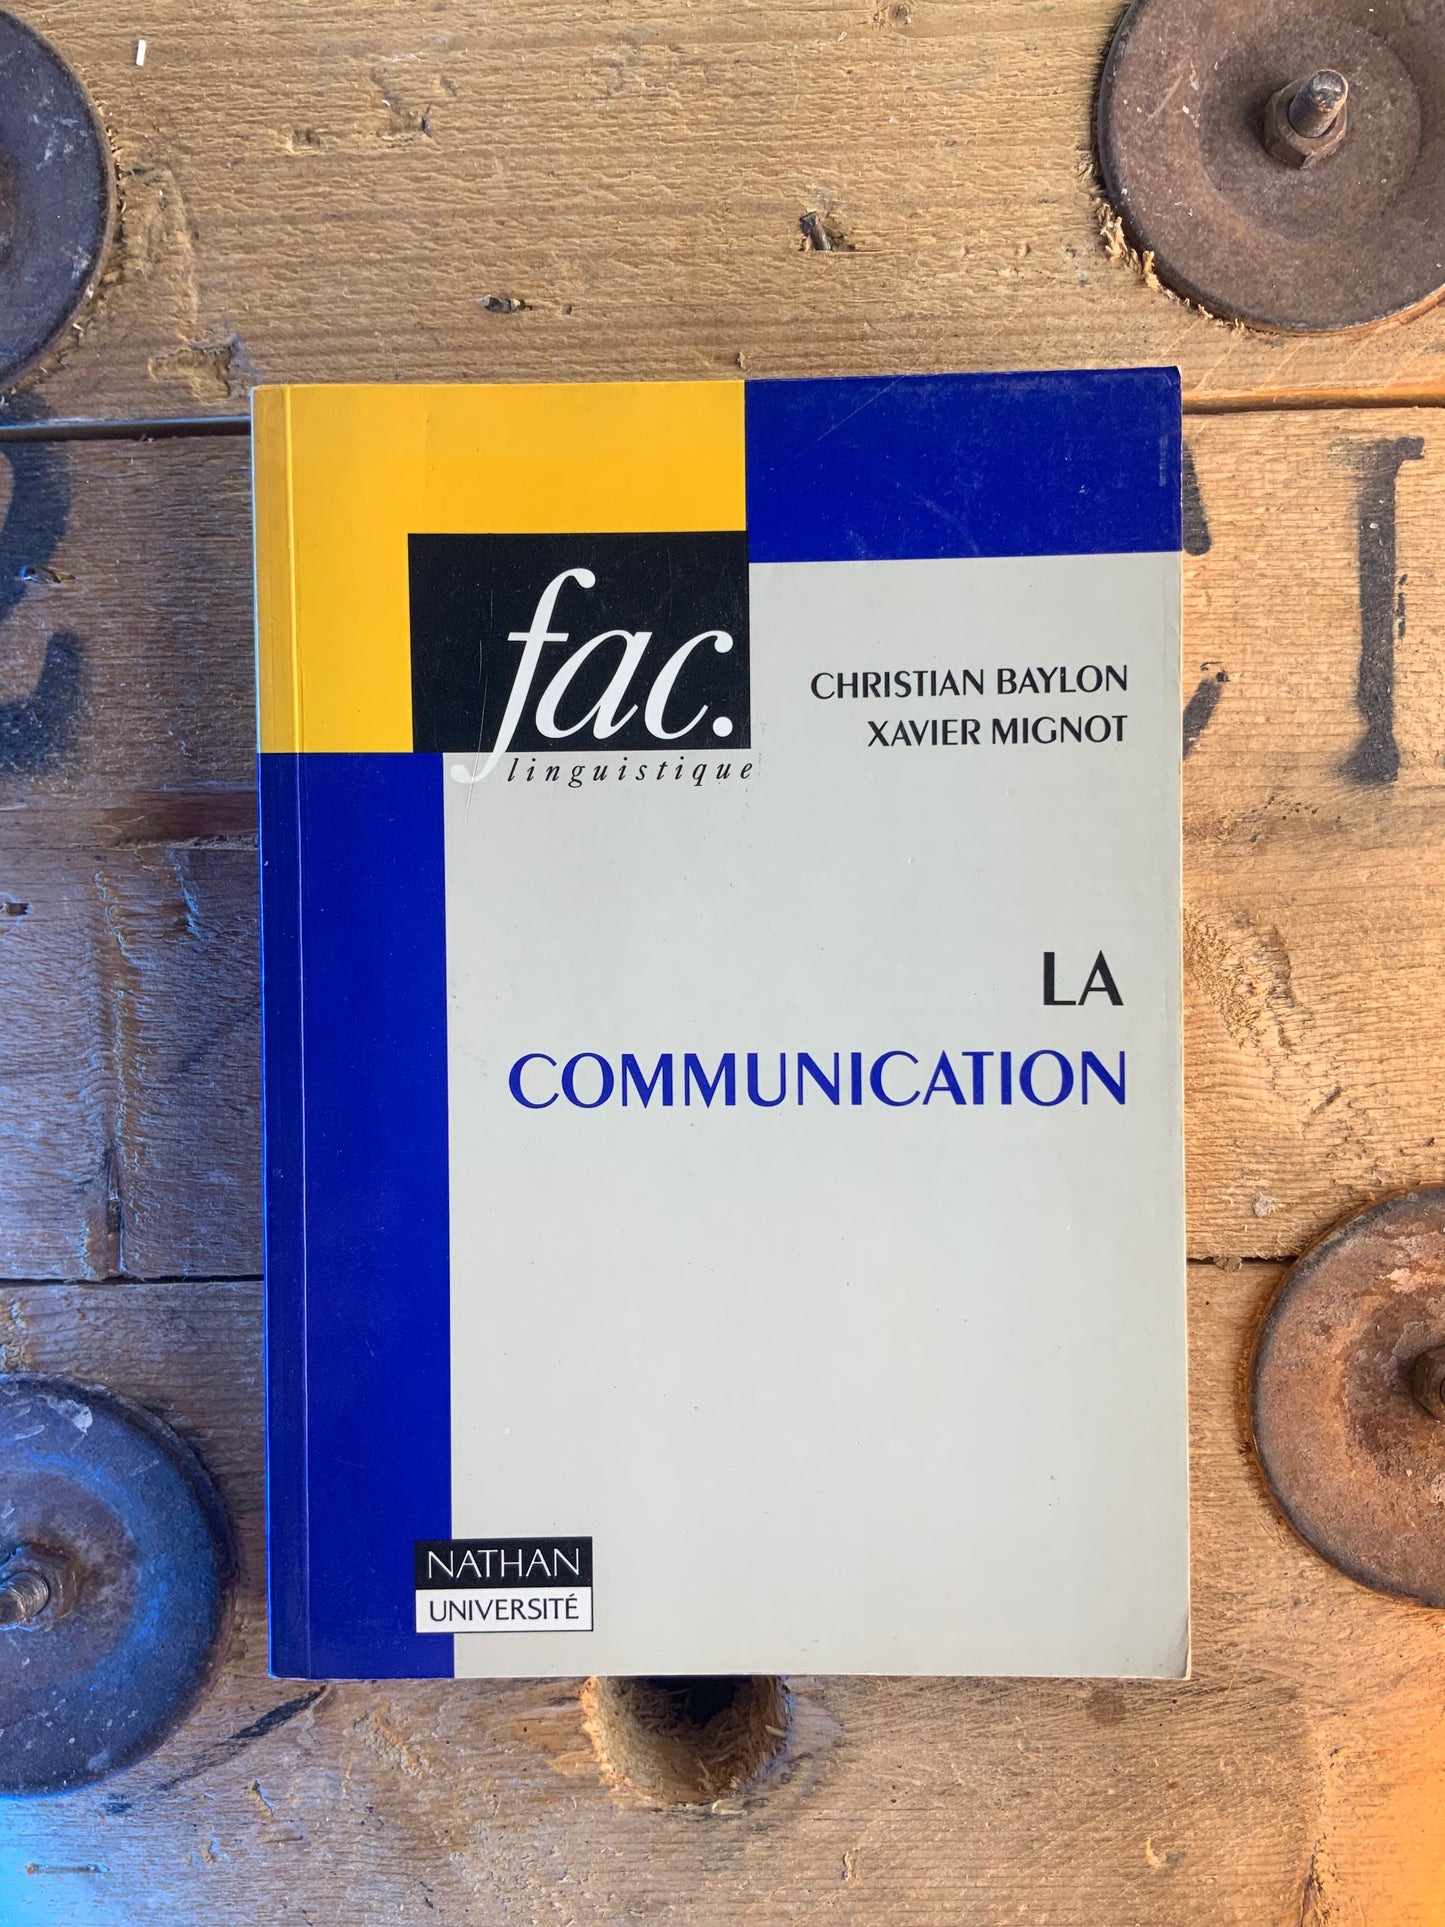 fac.
linguistique
CHRISTIAN BAYLON
XAVIER MIGNOT
LA
COMMUNICATION
NATHAN
UNIVERSITÉ